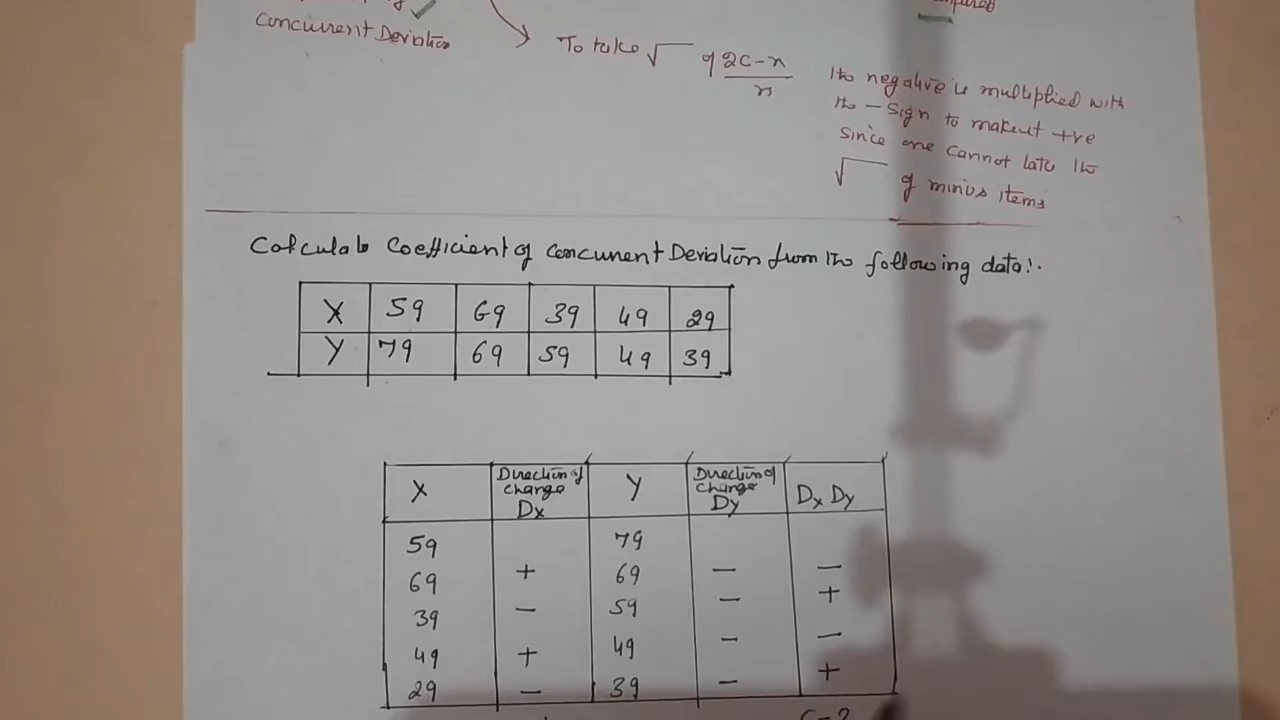 Concurrent Deviation
To take √ of 2c-n
n
the negative is multiplied with
the - sign to make it +ve
since one cannot take the
√ of minus items
Calculate Coefficient of Concurrent Deviation from the following data:-
X 59 69 39 49 29
Y 79 69 59 49 39
X Direction of change Dx Y Direction of change Dy Dx Dy
59 79
69 + 69 - -
39 - 59 - +
49 + 49 - -
29 - 39 - +